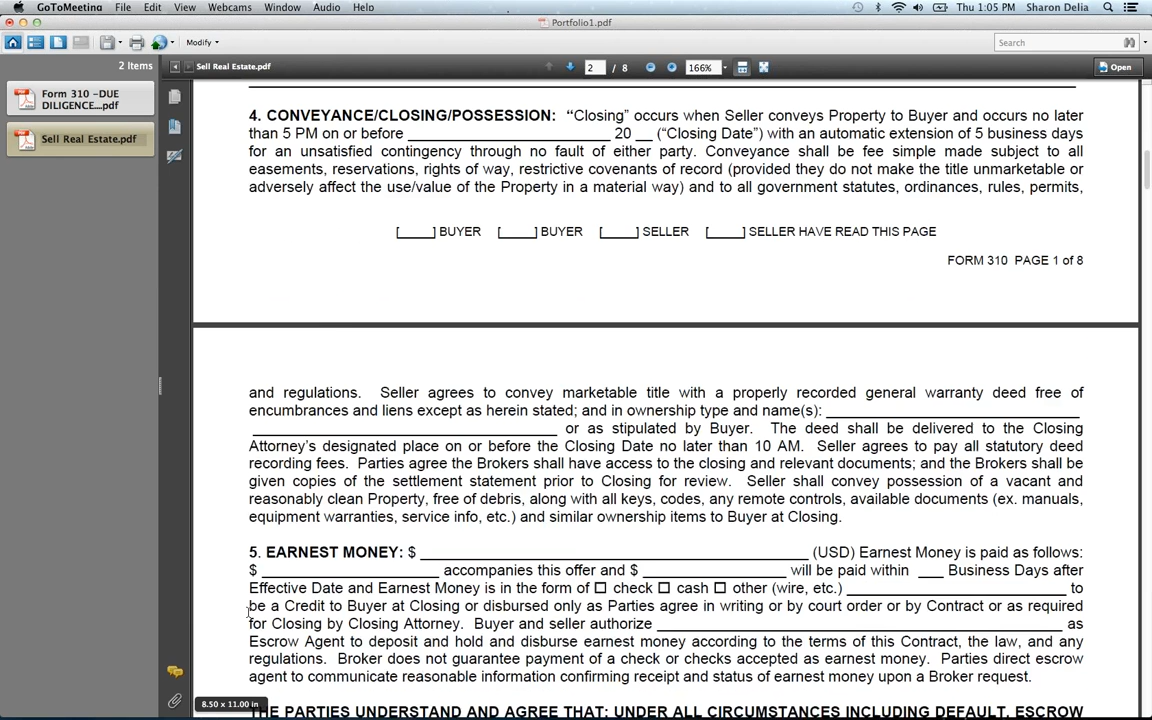 GoToMeeting File Edit View Webcams Window Audio Help Thu 1:05 PM Sharon Delia
Portfolio1.pdf
Modify Search
2 Items Sell Real Estate.pdf 2 / 8 166% Open
Form 310 -DUE
DILIGENCE....pdf
Sell Real Estate.pdf
4. CONVEYANCE/CLOSING/POSSESSION: “Closing” occurs when Seller conveys Property to Buyer and occurs no later
than 5 PM on or before ____________________ 20 __ (“Closing Date”) with an automatic extension of 5 business days
for an unsatisfied contingency through no fault of either party. Conveyance shall be fee simple made subject to all
easements, reservations, rights of way, restrictive covenants of record (provided they do not make the title unmarketable or
adversely affect the use/value of the Property in a material way) and to all government statutes, ordinances, rules, permits,
[____] BUYER [____] BUYER [____] SELLER [____] SELLER HAVE READ THIS PAGE
FORM 310 PAGE 1 of 8
and regulations. Seller agrees to convey marketable title with a properly recorded general warranty deed free of
encumbrances and liens except as herein stated; and in ownership type and name(s): _________________________
______________________________ or as stipulated by Buyer. The deed shall be delivered to the Closing
Attorney’s designated place on or before the Closing Date no later than 10 AM. Seller agrees to pay all statutory deed
recording fees. Parties agree the Brokers shall have access to the closing and relevant documents; and the Brokers shall be
given copies of the settlement statement prior to Closing for review. Seller shall convey possession of a vacant and
reasonably clean Property, free of debris, along with all keys, codes, any remote controls, available documents (ex. manuals,
equipment warranties, service info, etc.) and similar ownership items to Buyer at Closing.
5. EARNEST MONEY: $ ______________________________________ (USD) Earnest Money is paid as follows:
$ _________________ accompanies this offer and $ ______________ will be paid within ___ Business Days after
Effective Date and Earnest Money is in the form of ☐ check ☐ cash ☐ other (wire, etc.) ______________________ to
be a Credit to Buyer at Closing or disbursed only as Parties agree in writing or by court order or by Contract or as required
for Closing by Closing Attorney. Buyer and seller authorize ________________________________________ as
Escrow Agent to deposit and hold and disburse earnest money according to the terms of this Contract, the law, and any
regulations. Broker does not guarantee payment of a check or checks accepted as earnest money. Parties direct escrow
agent to communicate reasonable information confirming receipt and status of earnest money upon a Broker request.
8.50 x 11.00 in
THE PARTIES UNDERSTAND AND AGREE THAT: UNDER ALL CIRCUMSTANCES INCLUDING DEFAULT, ESCROW